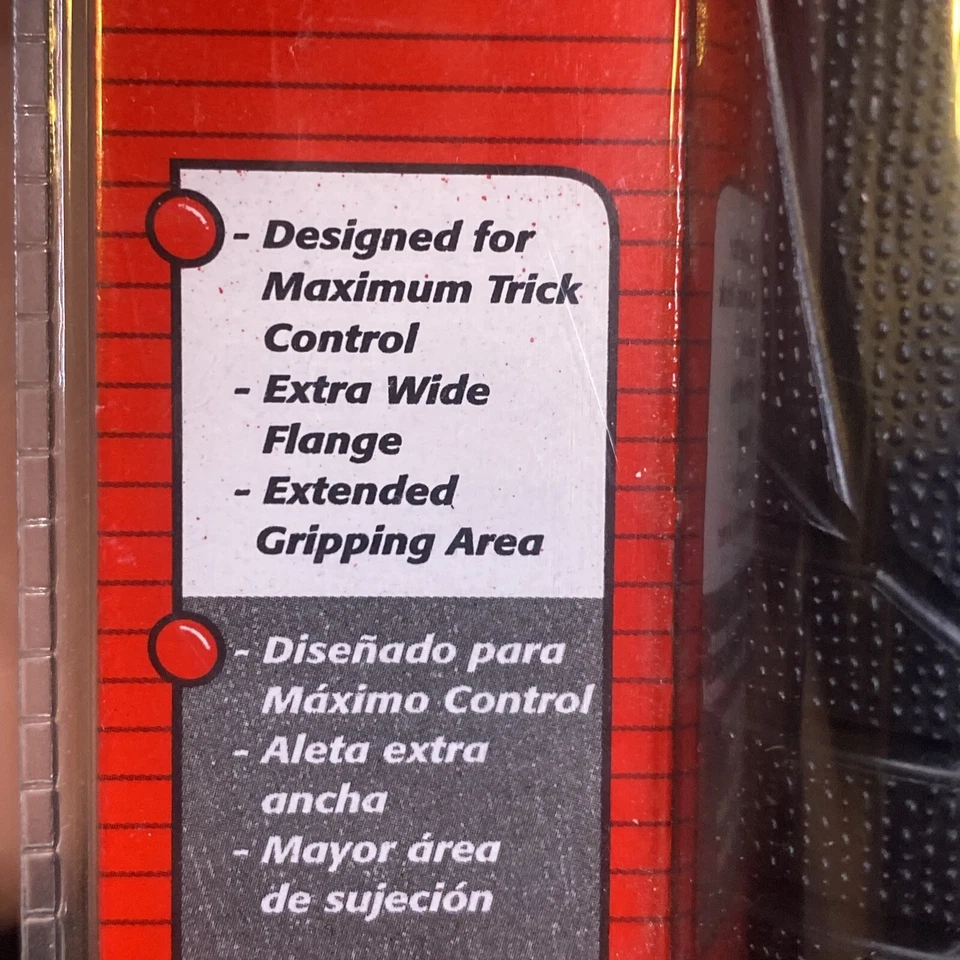 - Designed for
Maximum Trick
Control
- Extra Wide
Flange
- Extended
Gripping Area
- Diseñado para
Máximo Control
- Aleta extra
ancha
- Mayor área
de sujeción